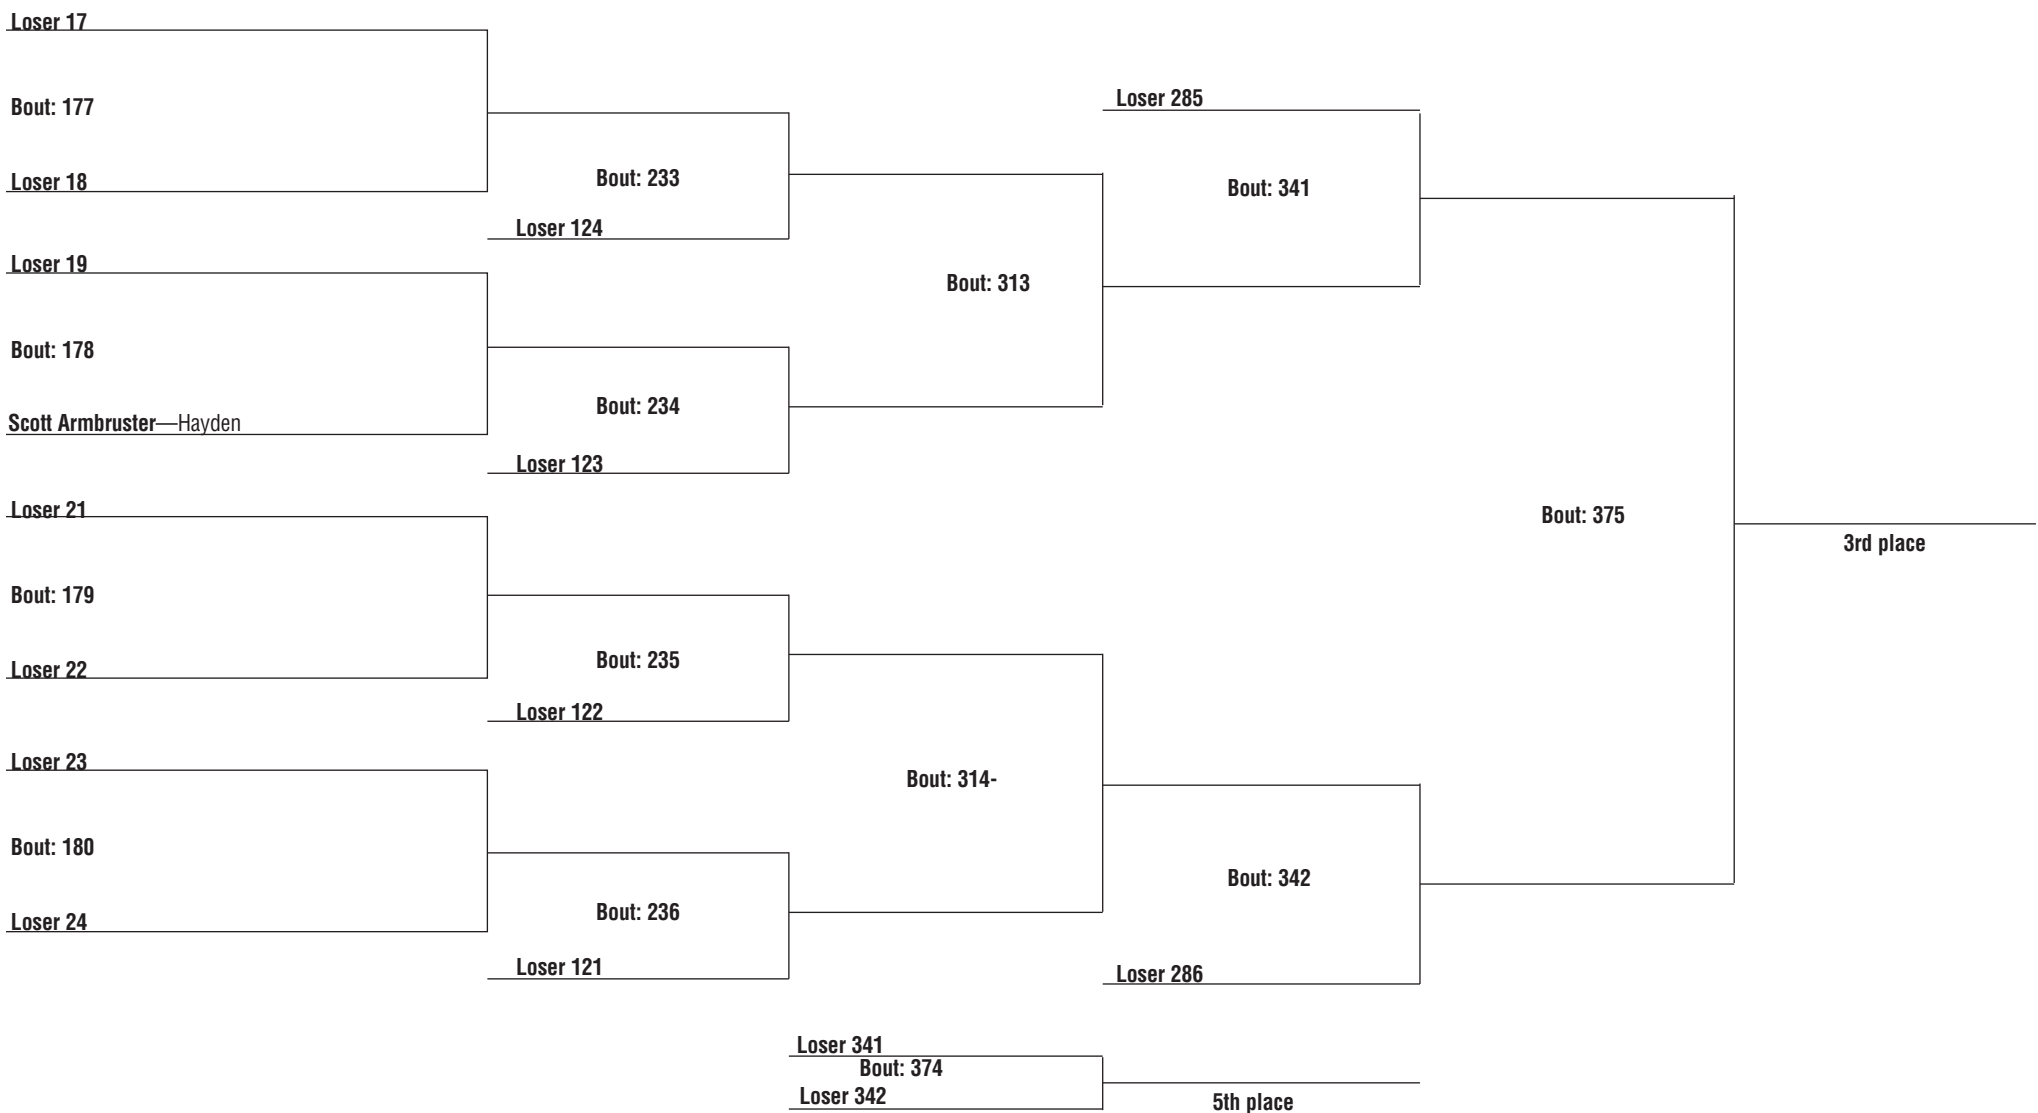 Loser 17
Bout: 177
Loser 18
Loser 19
Bout: 178
Scott Armbruster—Hayden
Loser 21
Bout: 179
Loser 22
Loser 23
Bout: 180
Loser 24
Bout: 233
Loser 124
Bout: 234
Loser 123
Bout: 235
Loser 122
Bout: 236
Loser 121
Bout: 313
Bout: 314-
Loser 285
Bout: 341
Bout: 342
Loser 286
Bout: 375
3rd place
Loser 341
Bout: 374
Loser 342
5th place